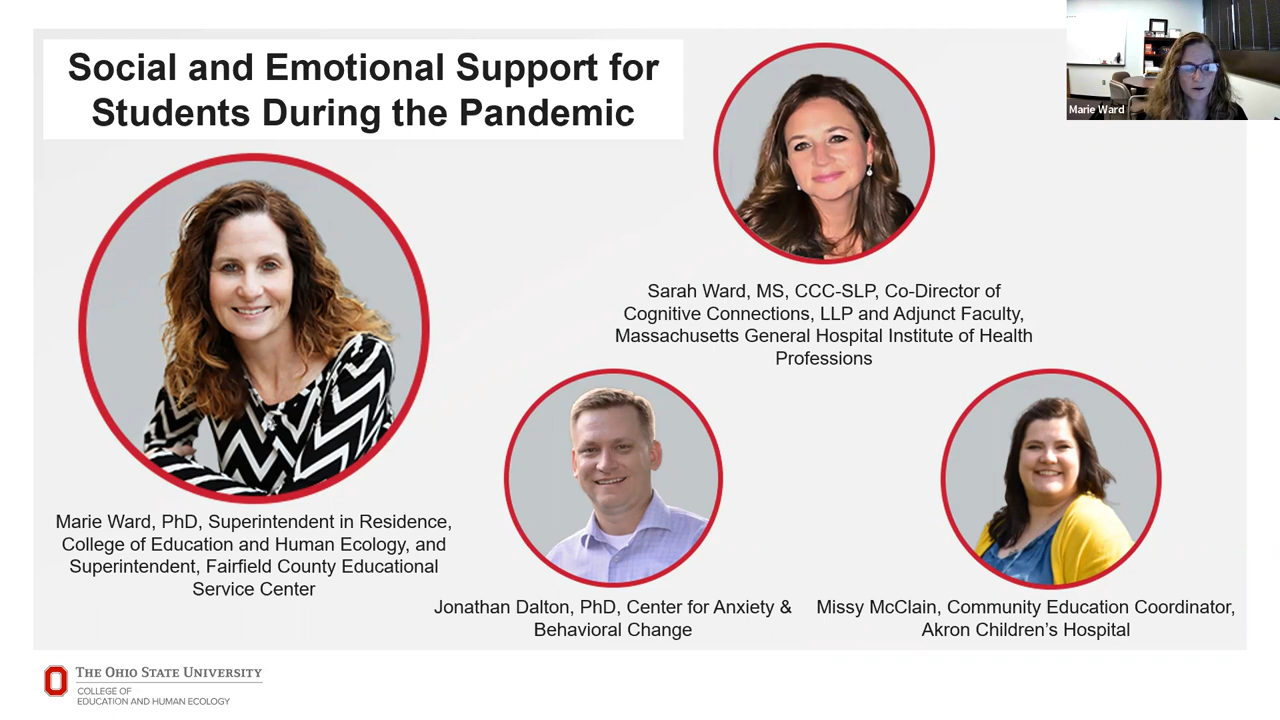 Social and Emotional Support for
Students During the Pandemic
Marie Ward
Sarah Ward, MS, CCC-SLP, Co-Director of
Cognitive Connections, LLP and Adjunct Faculty,
Massachusetts General Hospital Institute of Health
Professions
Marie Ward, PhD, Superintendent in Residence,
College of Education and Human Ecology, and
Superintendent, Fairfield County Educational
Service Center
Jonathan Dalton, PhD, Center for Anxiety &
Behavioral Change
Missy McClain, Community Education Coordinator,
Akron Children’s Hospital
THE OHIO STATE UNIVERSITY
COLLEGE OF
EDUCATION AND HUMAN ECOLOGY